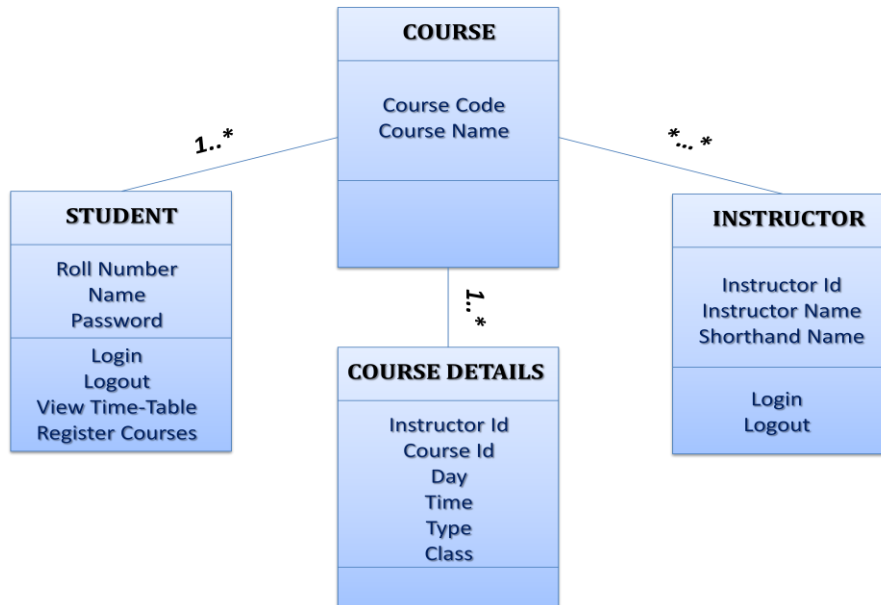 COURSE
Course Code
Course Name
1..*
*... *
STUDENT
Roll Number
Name
Password
Login
Logout
View Time-Table
Register Courses
1..*
INSTRUCTOR
Instructor Id
Instructor Name
Shorthand Name
Login
Logout
COURSE DETAILS
Instructor Id
Course Id
Day
Time
Type
Class